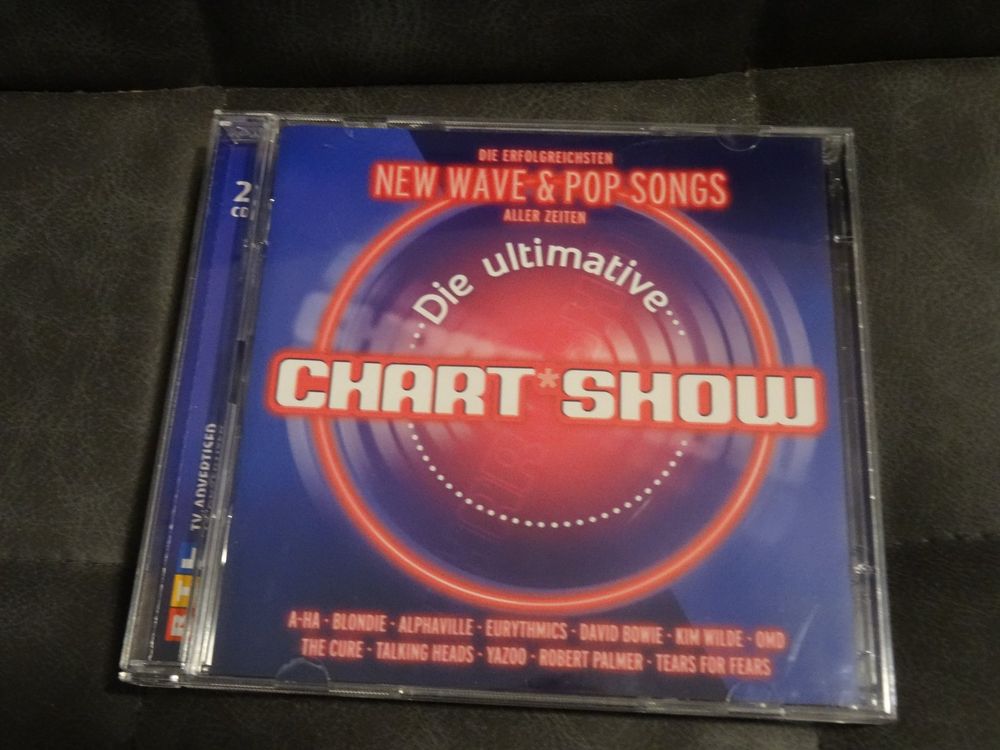 DIE ERFOLGREICHSTEN
NEW WAVE & POP SONGS
ALLER ZEITEN
Die ultimative
CHART*SHOW
A-HA - BLONDIE - ALPHAVILLE - EURYTHMICS - DAVID BOWIE - KIM WILDE - OMD
THE CURE - TALKING HEADS - YAZOO - ROBERT PALMER - TEARS FOR FEARS
2
CD
TV ADVERTISED
RTL